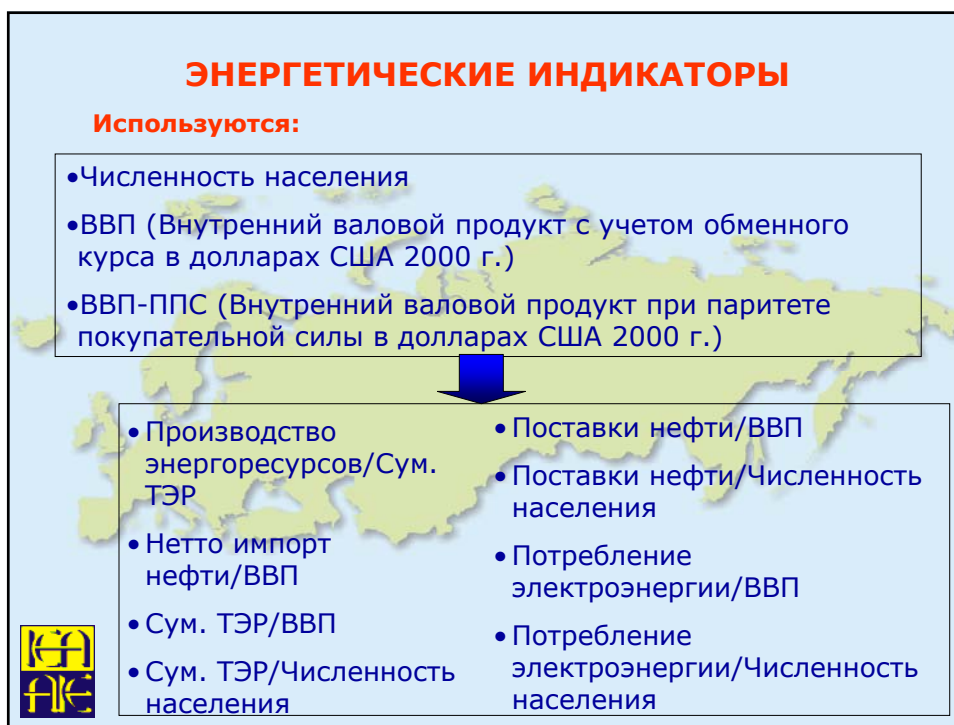 ЭНЕРГЕТИЧЕСКИЕ ИНДИКАТОРЫ
Используются:
•Численность населения
•ВВП (Внутренний валовой продукт с учетом обменного
курса в долларах США 2000 г.)
•ВВП-ППС (Внутренний валовой продукт при паритете
покупательной силы в долларах США 2000 г.)
•Производство
энергоресурсов/Сум.
ТЭР
•Нетто импорт
нефти/ВВП
•Сум. ТЭР/ВВП
•Сум. ТЭР/Численность
населения
•Поставки нефти/ВВП
•Поставки нефти/Численность
населения
•Потребление
электроэнергии/ВВП
•Потребление
электроэнергии/Численность
населения